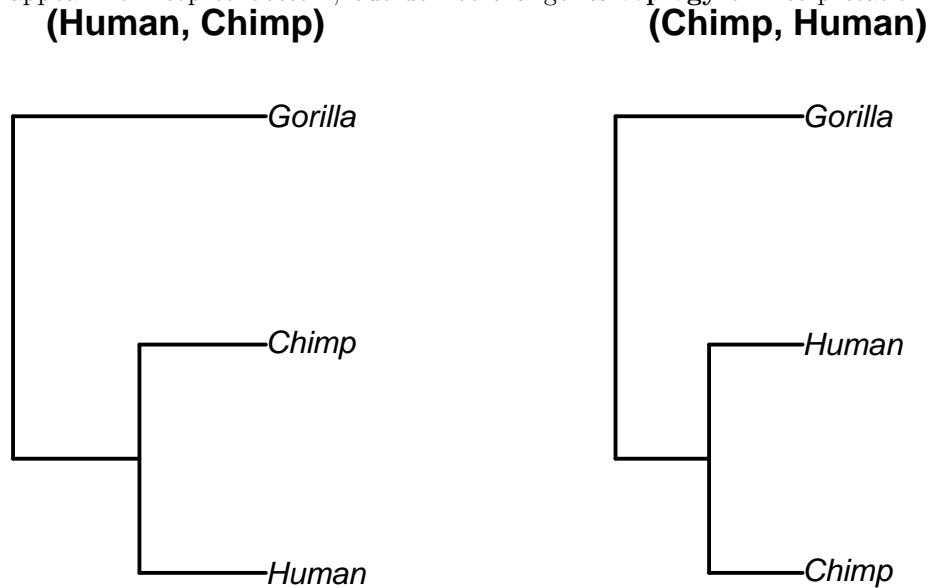 (Human, Chimp)
(Chimp, Human)
Gorilla
Gorilla
Chimp
Human
Human
Chimp